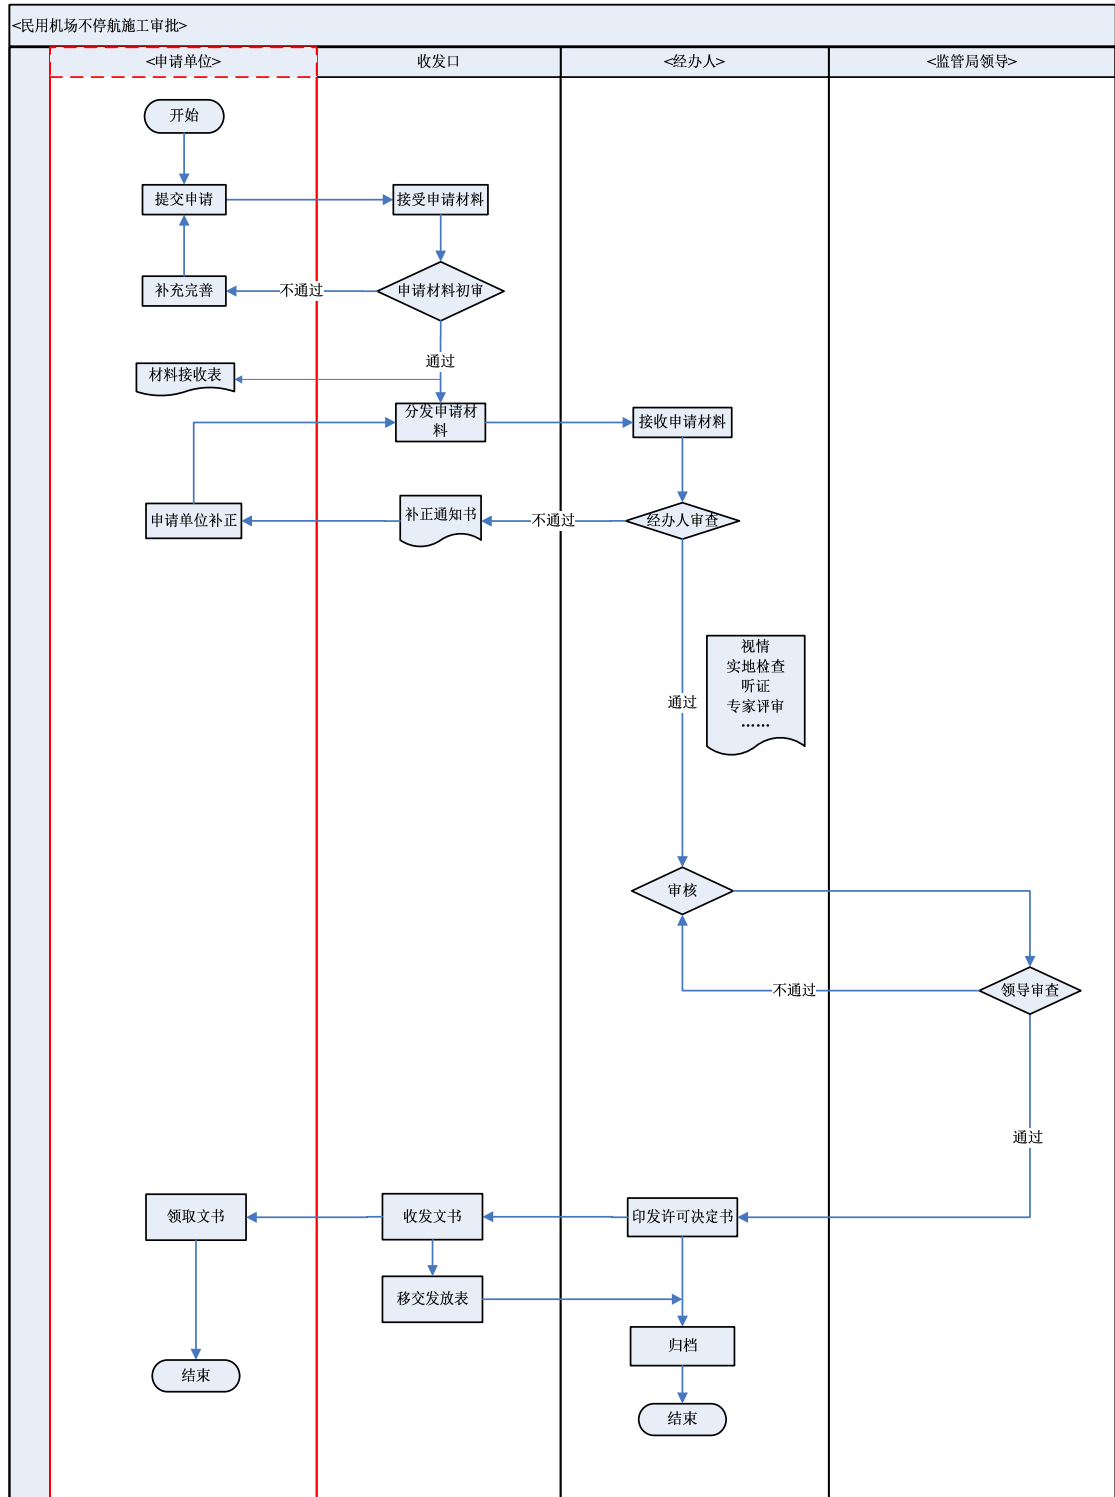 <民用机场不停航施工审批>
<申请单位>
收发口
<经办人>
<监管局领导>
开始
提交申请
接受申请材料
补充完善
不通过
申请材料初审
通过
材料接收表
分发申请材
料
接收申请材料
申请单位补正
补正通知书
不通过
经办人审查
视情
实地检查
听证
专家评审
……
通过
审核
不通过
领导审查
通过
领取文书
收发文书
印发许可决定书
移交发放表
归档
结束
结束